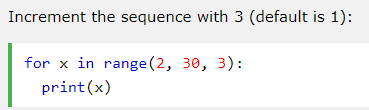 Increment the sequence with 3 (default is 1):
for x in range(2, 30, 3):
  print(x)